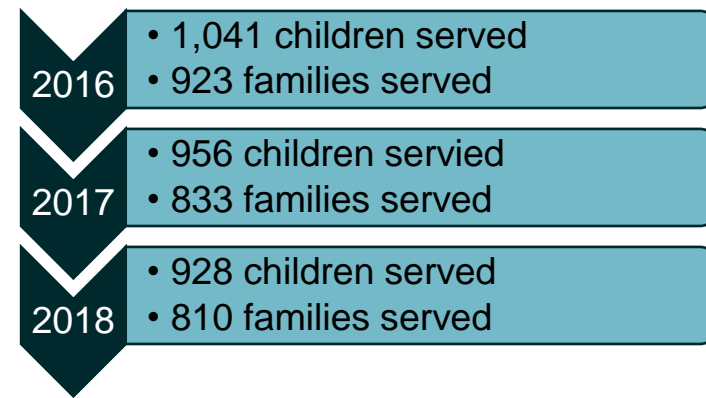 2016
• 1,041 children served
• 923 families served
2017
• 956 children servied
• 833 families served
2018
• 928 children served
• 810 families served